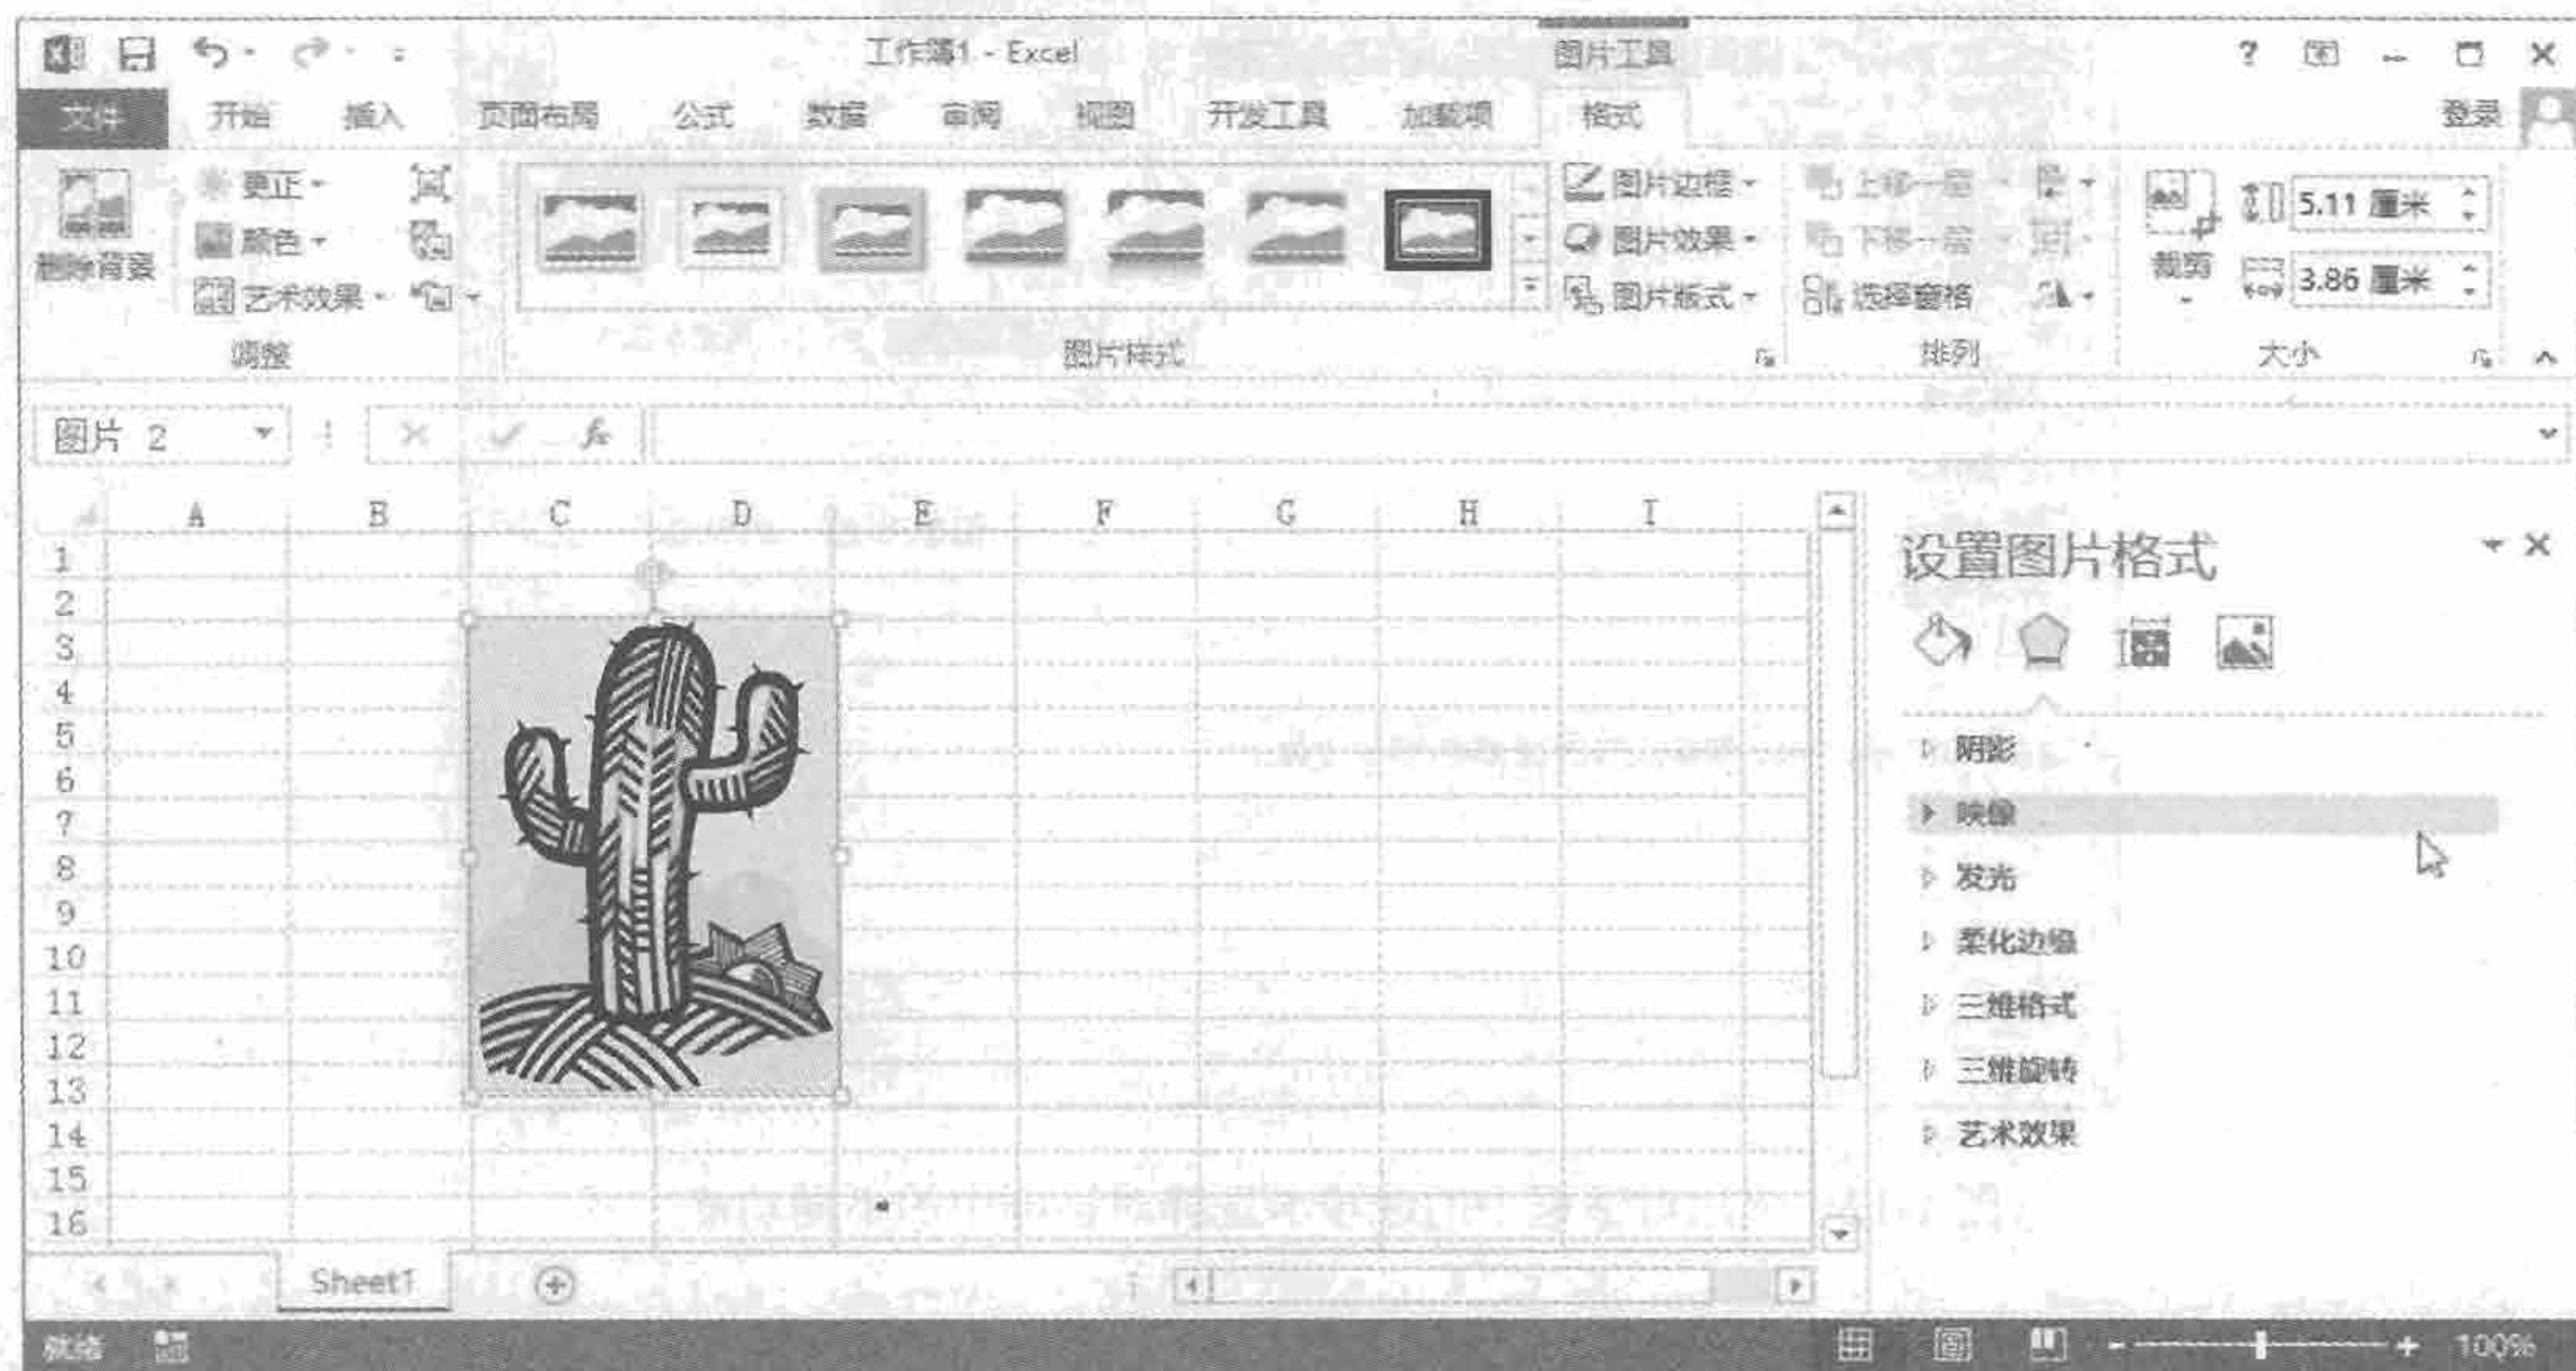 工作簿1 - Excel
图片工具
?
文件 开始 插入 页面布局 公式 数据 审阅 视图 开发工具 加载项 格式 登录
删除背景
更正
颜色
艺术效果
调整
图片样式
图片边框
图片效果
图片版式
上移一层
下移一层
选择窗格
排列
裁剪
5.11 厘米
3.86 厘米
大小
图片 2
fx
A B C D E F G H I
1
2
3
4
5
6
7
8
9
10
11
12
13
14
15
16
设置图片格式
阴影
映像
发光
柔化边缘
三维格式
三维旋转
艺术效果
Sheet1
就绪
100%